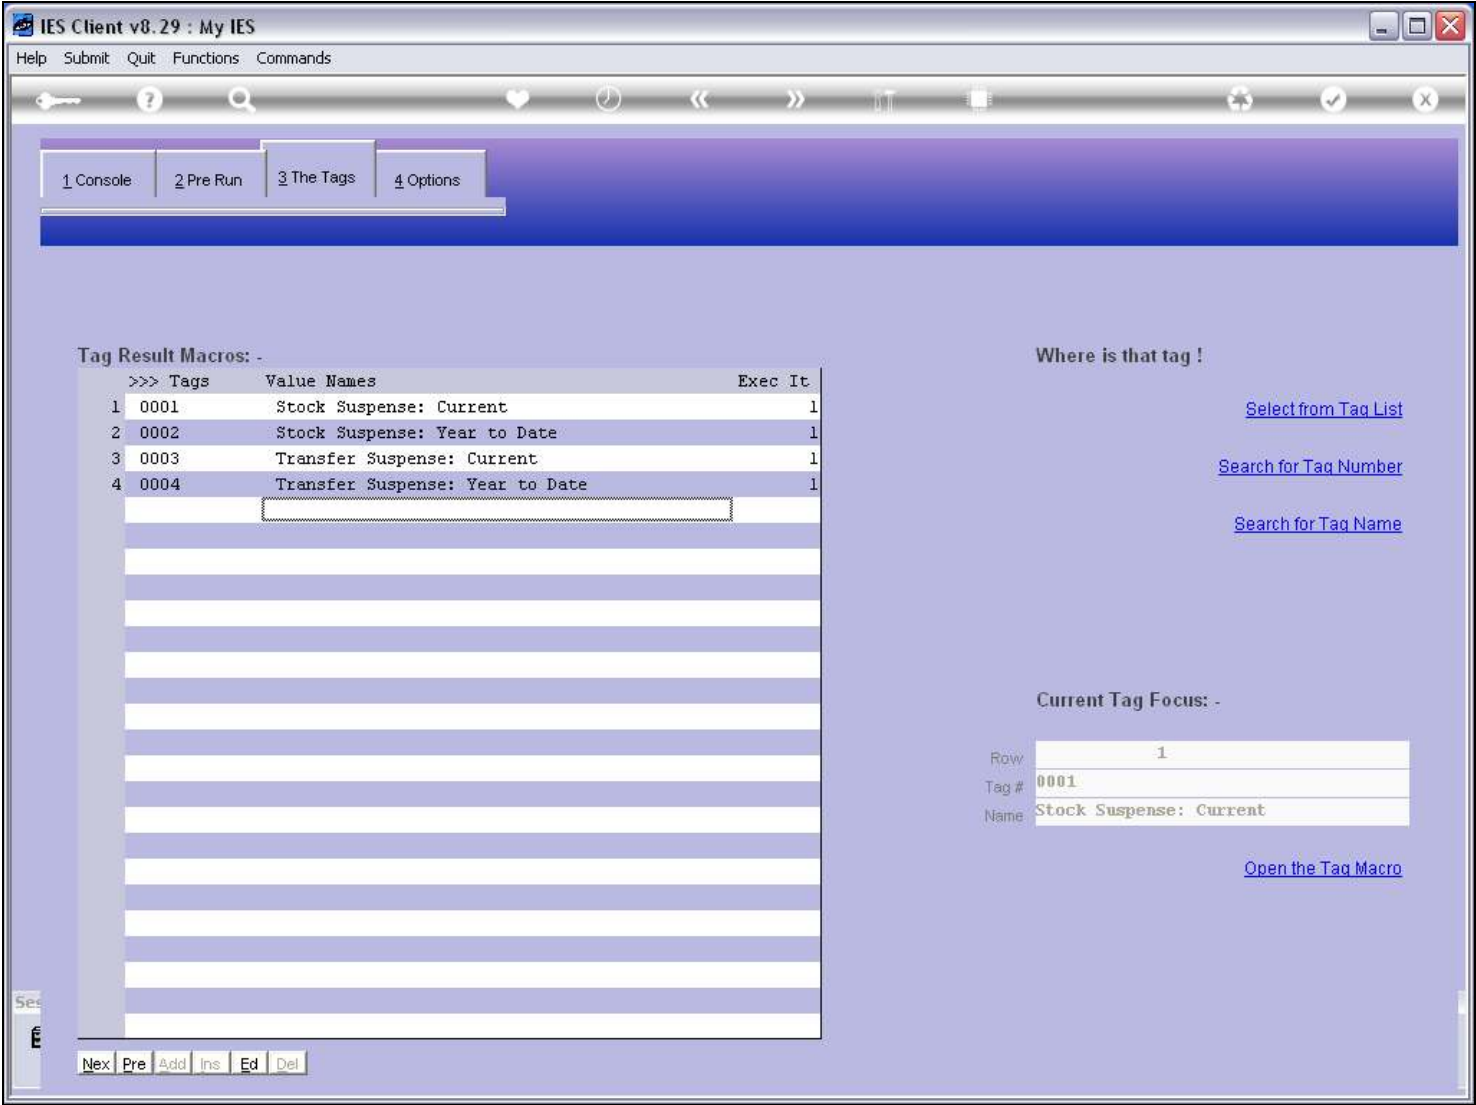 IES Client v8.29 : My IES
Help Submit Quit Functions Commands
1 Console 2 Pre Run 3 The Tags 4 Options
Tag Result Macros: -
>>> Tags Value Names Exec It
1 0001 Stock Suspense: Current 1
2 0002 Stock Suspense: Year to Date 1
3 0003 Transfer Suspense: Current 1
4 0004 Transfer Suspense: Year to Date 1
Where is that tag !
Select from Tag List
Search for Tag Number
Search for Tag Name
Current Tag Focus: -
Row 1
Tag # 0001
Name Stock Suspense: Current
Open the Tag Macro
Nex Pre Add Ins Ed Del